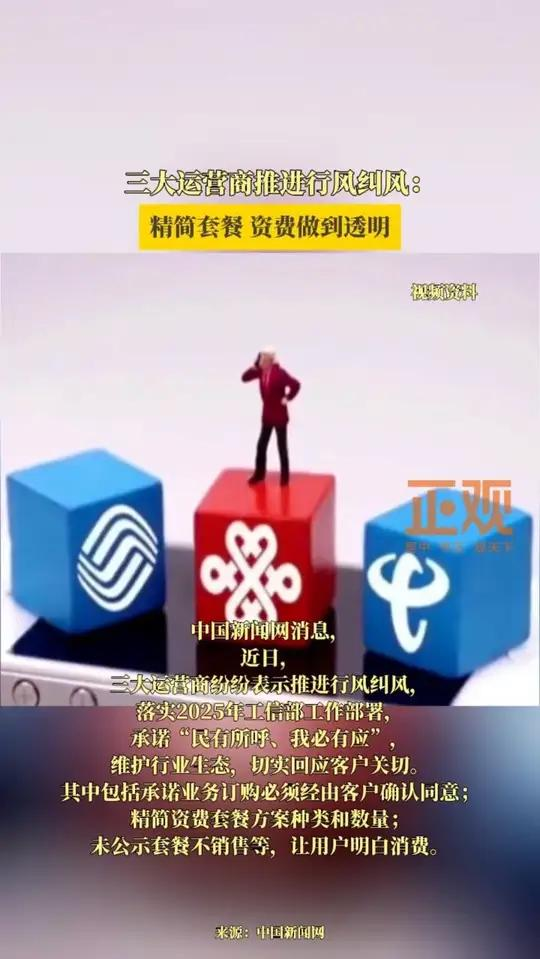 三大运营商推进行风纠风：
精简套餐 资费做到透明
视频资料
正观
中国新闻网消息，
近日，
三大运营商纷纷表示推进行风纠风，
落实2025年工信部工作部署，
承诺“民有所呼、我必有应”，
维护行业生态，切实回应客户关切。
其中包括承诺业务订购必须经由客户确认同意；
精简资费套餐方案种类和数量；
未公示套餐不销售等，让用户明白消费。
来源：中国新闻网